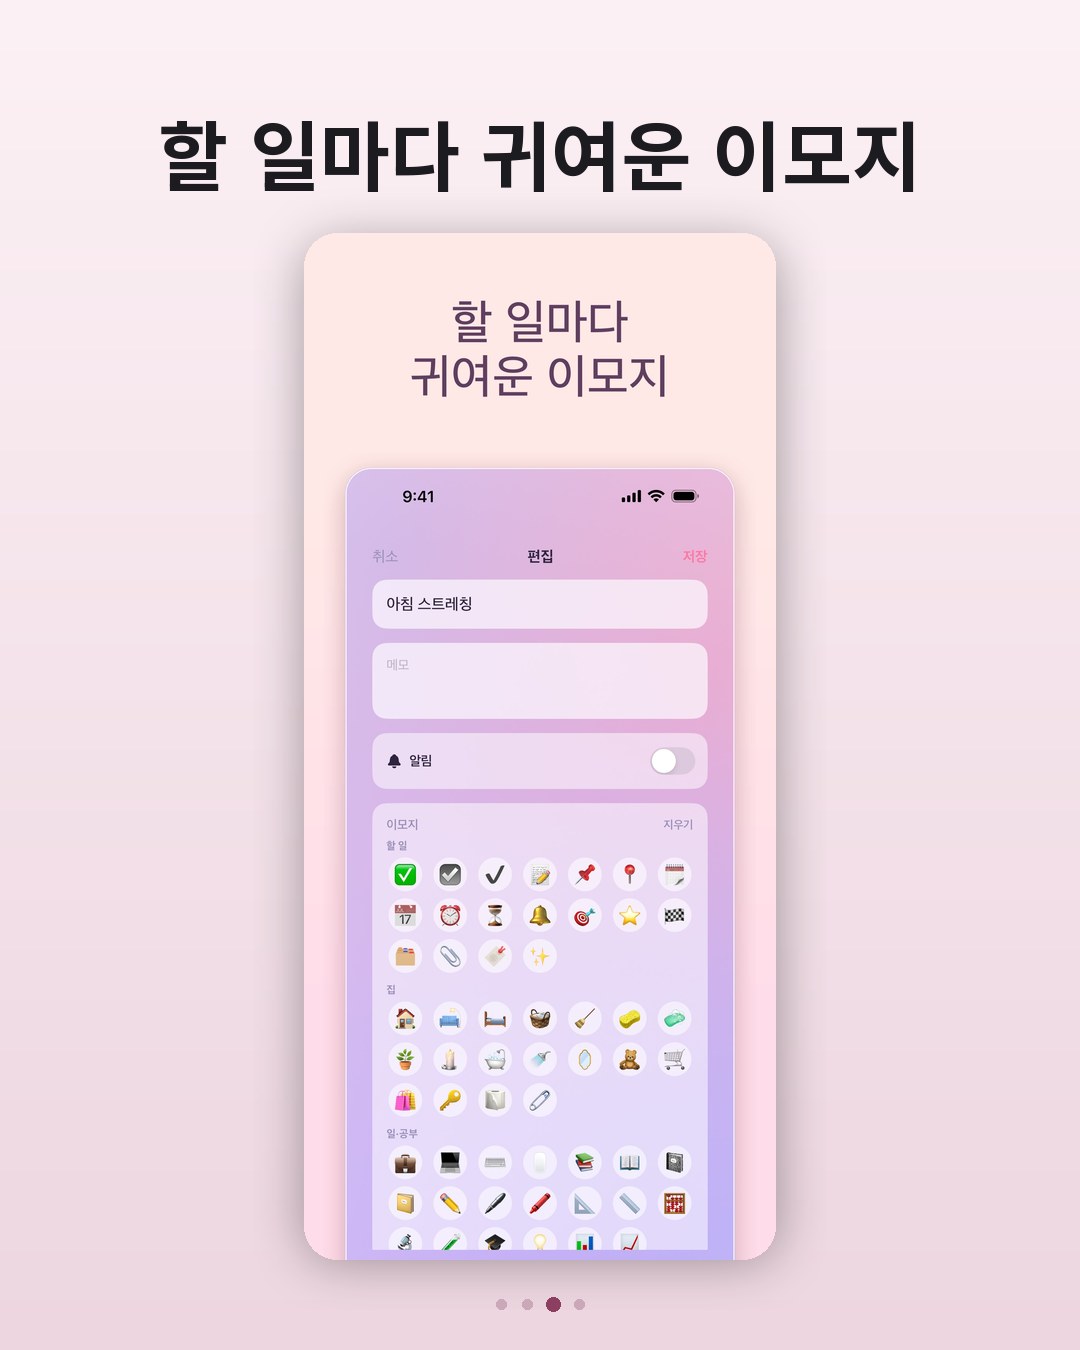 할 일마다 귀여운 이모지
할 일마다
귀여운 이모지
9:41
취소 편집 저장
아침 스트레칭
메모
알림
이모지 지우기
할 일
17
집
일·공부